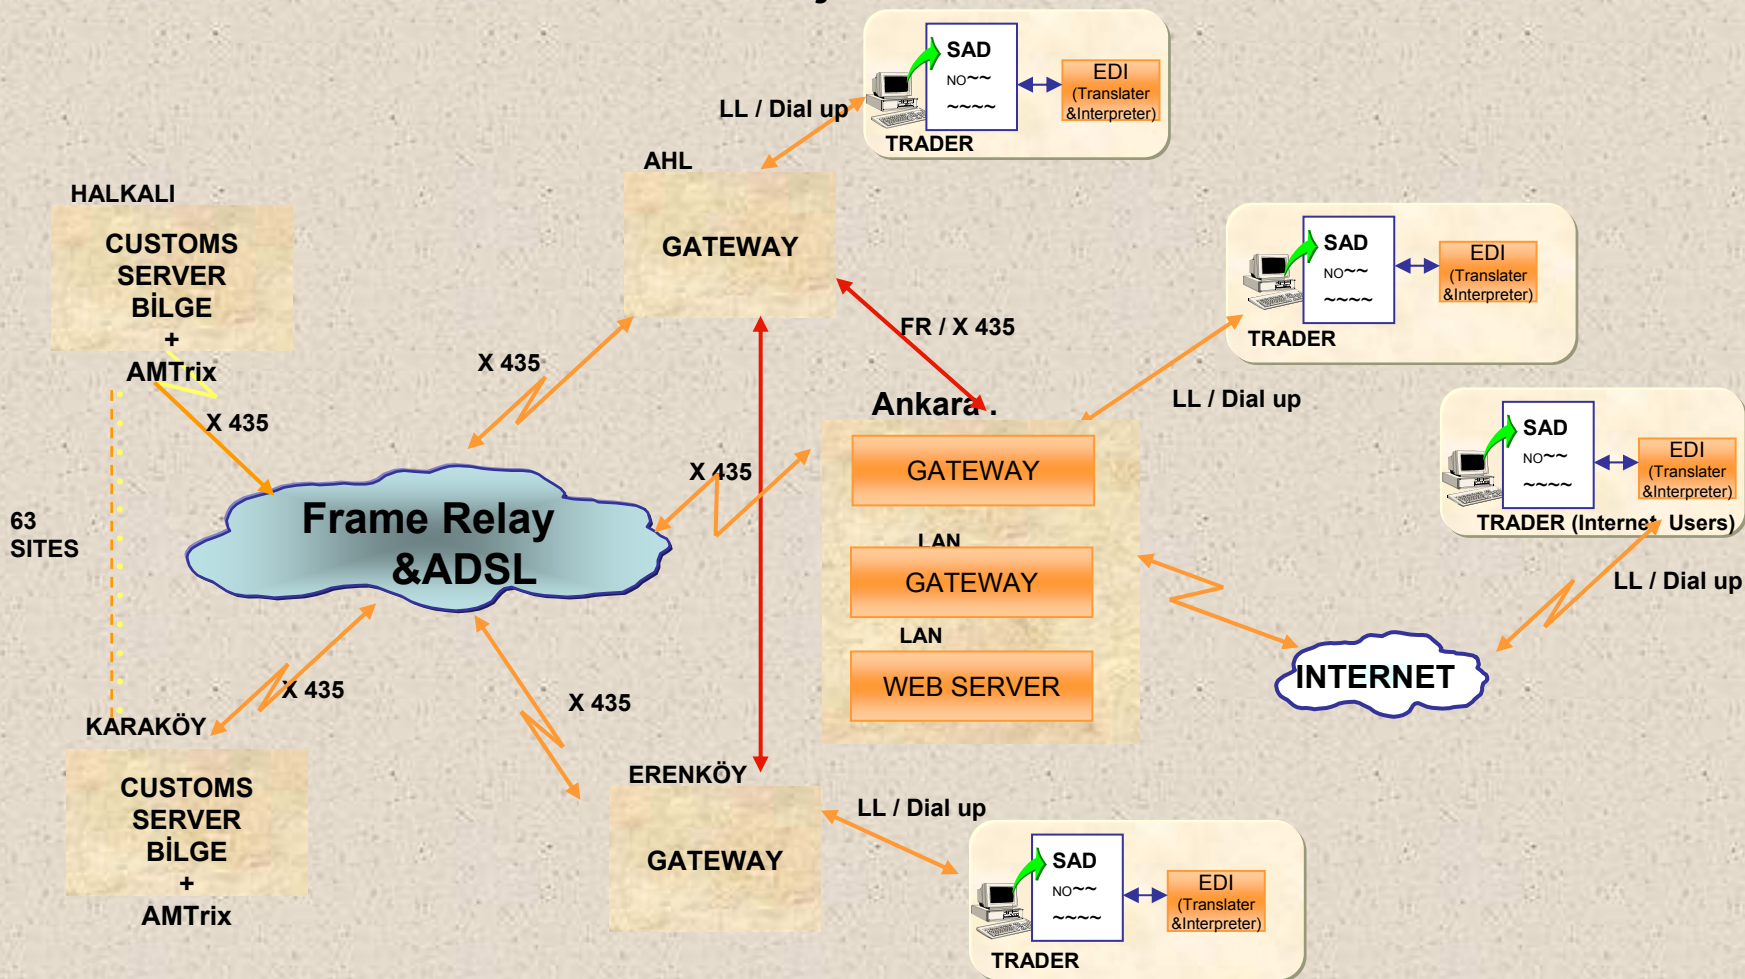 SAD
NO~~
~~~~
EDI
(Translater
&Interpreter)
TRADER
LL / Dial up
AHL
GATEWAY
HALKALI
CUSTOMS
SERVER
BİLGE
+
AMTrix
X 435
X 435
FR / X 435
SAD
NO~~
~~~~
EDI
(Translater
&Interpreter)
TRADER
LL / Dial up
Ankara .
GATEWAY
LAN
GATEWAY
LAN
WEB SERVER
X 435
SAD
NO~~
~~~~
EDI
(Translater
&Interpreter)
TRADER (Internet Users)
LL / Dial up
INTERNET
Frame Relay
&ADSL
63
SITES
X 435
X 435
KARAKÖY
CUSTOMS
SERVER
BİLGE
+
AMTrix
ERENKÖY
GATEWAY
LL / Dial up
SAD
NO~~
~~~~
EDI
(Translater
&Interpreter)
TRADER